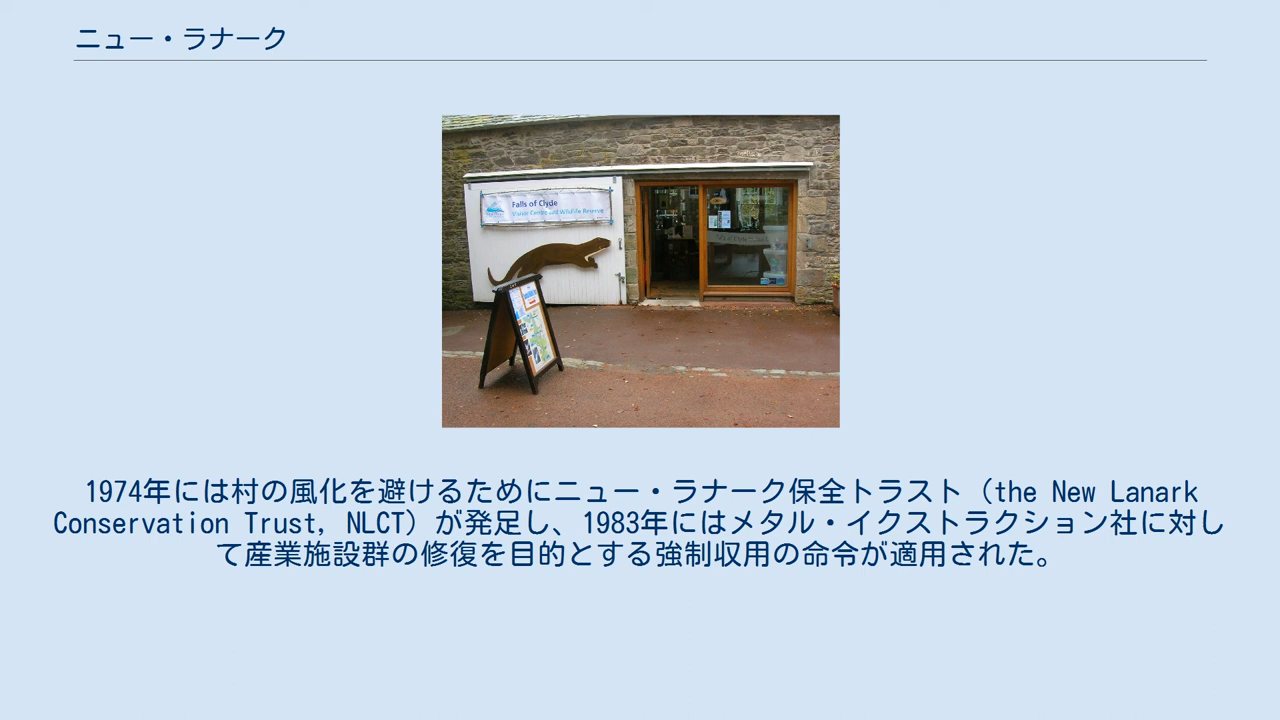 ニュー・ラナーク
Falls of Clyde
Visitor Centre and Wildlife Reserve
1974年には村の風化を避けるためにニュー・ラナーク保全トラスト（the New Lanark
Conservation Trust, NLCT）が発足し、1983年にはメタル・イクストラクション社に対し
て産業施設群の修復を目的とする強制収用の命令が適用された。